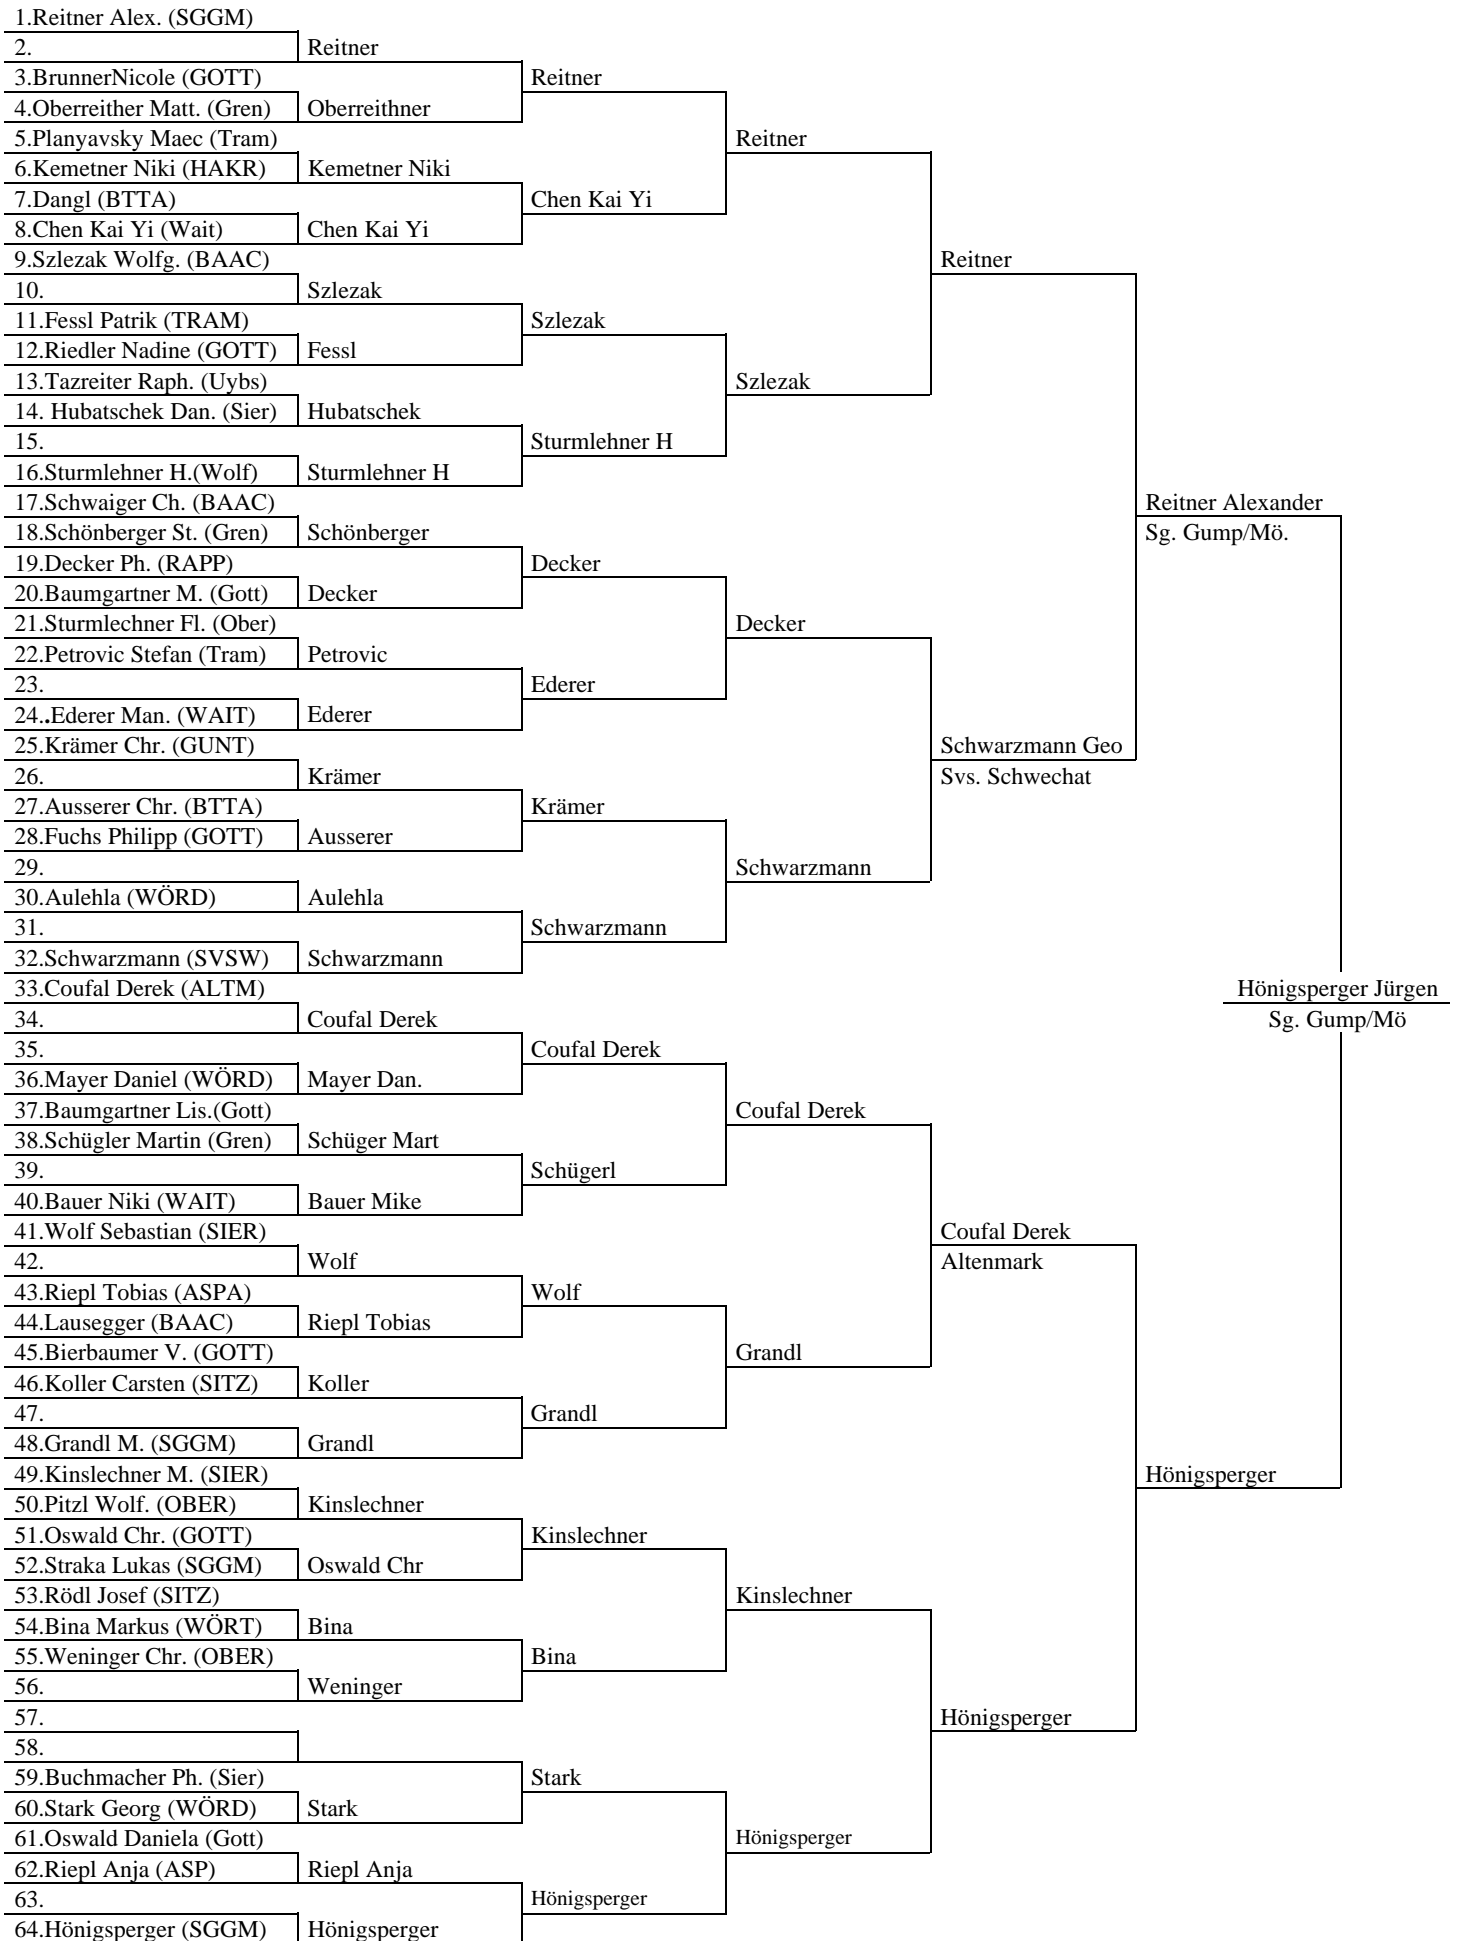 1.Reitner Alex. (SGGM)
2.
Reitner
3.BrunnerNicole (GOTT)
Reitner
4.Oberreither Matt. (Gren)
Oberreithner
5.Planyavsky Maec (Tram)
Reitner
6.Kemetner Niki (HAKR)
Kemetner Niki
7.Dangl (BTTA)
Chen Kai Yi
8.Chen Kai Yi (Wait)
Chen Kai Yi
9.Szlezak Wolfg. (BAAC)
Reitner
10.
Szlezak
11.Fessl Patrik (TRAM)
Szlezak
12.Riedler Nadine (GOTT)
Fessl
13.Tazreiter Raph. (Uybs)
Szlezak
14. Hubatschek Dan. (Sier)
Hubatschek
15.
Sturmlehner H
16.Sturmlehner H.(Wolf)
Sturmlehner H
17.Schwaiger Ch. (BAAC)
Reitner Alexander
18.Schönberger St. (Gren)
Schönberger
Sg. Gump/Mö.
19.Decker Ph. (RAPP)
Decker
20.Baumgartner M. (Gott)
Decker
21.Sturmlechner Fl. (Ober)
Decker
22.Petrovic Stefan (Tram)
Petrovic
23.
Ederer
24..Ederer Man. (WAIT)
Ederer
25.Krämer Chr. (GUNT)
Schwarzmann Geo
26.
Krämer
Svs. Schwechat
27.Ausserer Chr. (BTTA)
Krämer
28.Fuchs Philipp (GOTT)
Ausserer
29.
Schwarzmann
30.Aulehla (WÖRD)
Aulehla
31.
Schwarzmann
32.Schwarzmann (SVSW)
Schwarzmann
33.Coufal Derek (ALTM)
Hönigsperger Jürgen
34.
Coufal Derek
Sg. Gump/Mö
35.
Coufal Derek
36.Mayer Daniel (WÖRD)
Mayer Dan.
37.Baumgartner Lis.(Gott)
Coufal Derek
38.Schügler Martin (Gren)
Schüger Mart
39.
Schügerl
40.Bauer Niki (WAIT)
Bauer Mike
41.Wolf Sebastian (SIER)
Coufal Derek
42.
Wolf
Altenmark
43.Riepl Tobias (ASPA)
Wolf
44.Lausegger (BAAC)
Riepl Tobias
45.Bierbaumer V. (GOTT)
Grandl
46.Koller Carsten (SITZ)
Koller
47.
Grandl
48.Grandl M. (SGGM)
Grandl
49.Kinslechner M. (SIER)
Hönigsperger
50.Pitzl Wolf. (OBER)
Kinslechner
51.Oswald Chr. (GOTT)
Kinslechner
52.Straka Lukas (SGGM)
Oswald Chr
53.Rödl Josef (SITZ)
Kinslechner
54.Bina Markus (WÖRT)
Bina
55.Weninger Chr. (OBER)
Bina
56.
Weninger
57.
Hönigsperger
58.
59.Buchmacher Ph. (Sier)
Stark
60.Stark Georg (WÖRD)
Stark
61.Oswald Daniela (Gott)
Hönigsperger
62.Riepl Anja (ASP)
Riepl Anja
63.
Hönigsperger
64.Hönigsperger (SGGM)
Hönigsperger